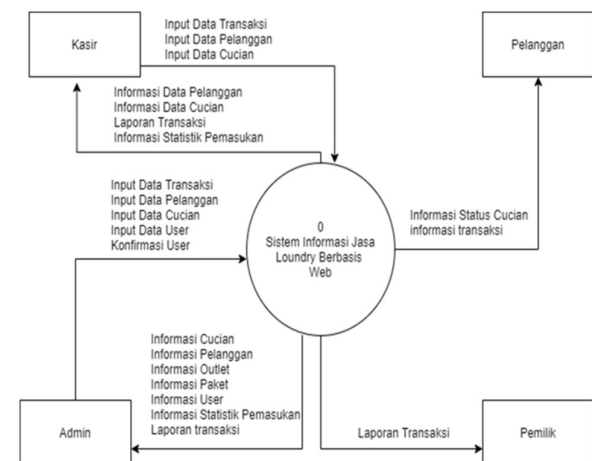 Kasir
Input Data Transaksi
Input Data Pelanggan
Input Data Cucian
Pelanggan
Informasi Data Pelanggan
Informasi Data Cucian
Laporan Transaksi
Informasi Statistik Pemasukan
Input Data Transaksi
Input Data Pelanggan
Input Data Cucian
Input Data User
Konfirmasi User
0
Sistem Informasi Jasa
Loundry Berbasis
Web
Informasi Status Cucian
informasi transaksi
Informasi Cucian
Informasi Pelanggan
Informasi Outlet
Informasi Paket
Informasi User
Informasi Statistik Pemasukan
Laporan transaksi
Admin
Laporan Transaksi
Pemilik